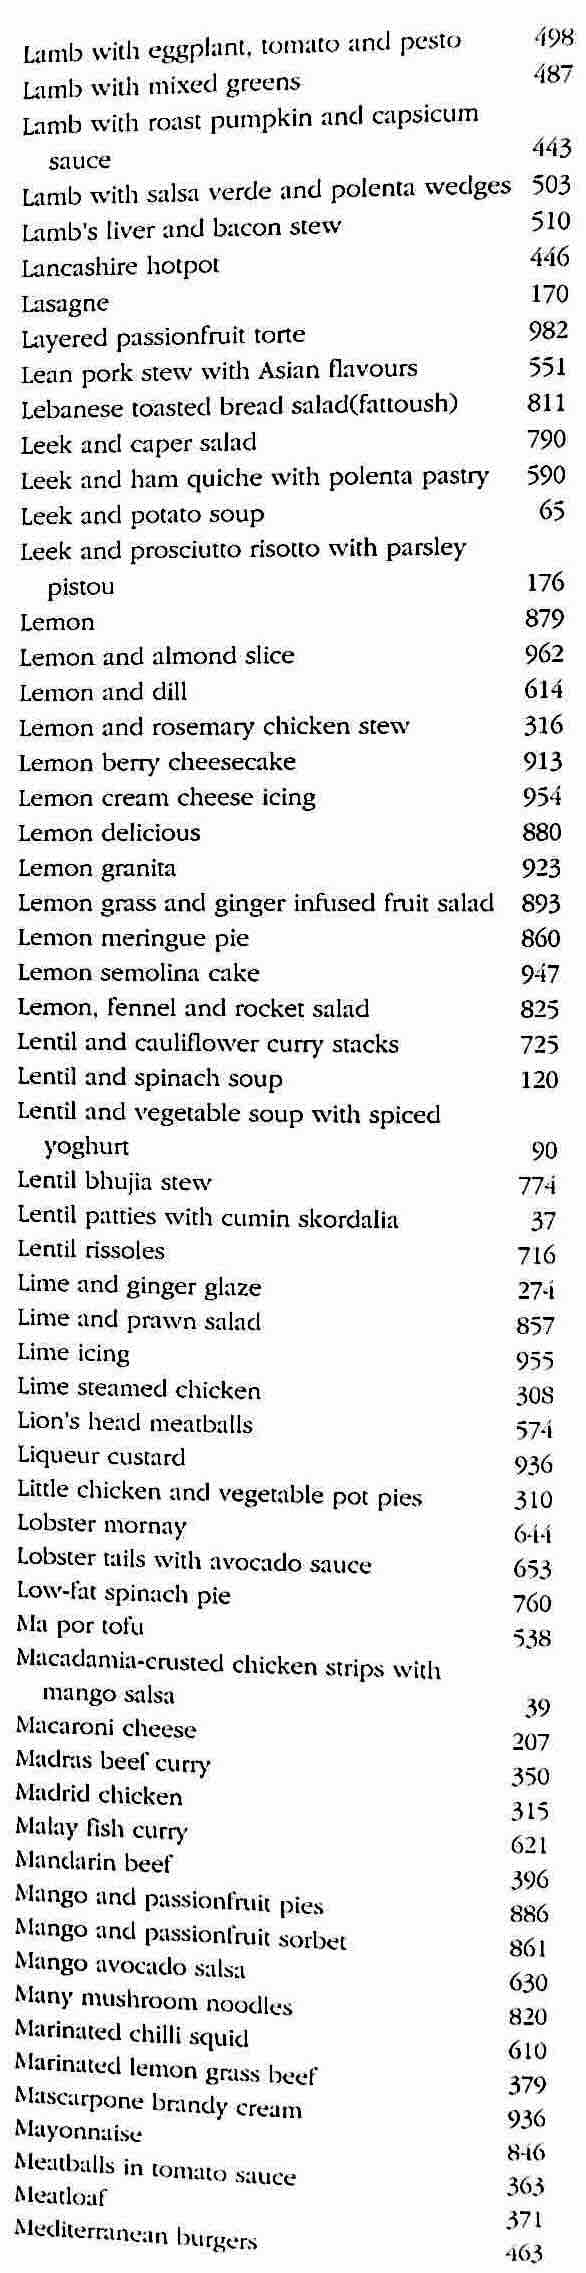 Lamb with eggplant, tomato and pesto 498
Lamb with mixed greens 487
Lamb with roast pumpkin and capsicum
sauce 443
Lamb with salsa verde and polenta wedges 503
Lamb's liver and bacon stew 510
Lancashire hotpot 446
Lasagne 170
Layered passionfruit torte 982
Lean pork stew with Asian flavours 551
Lebanese toasted bread salad(fattoush) 811
Leek and caper salad 790
Leek and ham quiche with polenta pastry 590
Leek and potato soup 65
Leek and prosciutto risotto with parsley
pistou 176
Lemon 879
Lemon and almond slice 962
Lemon and dill 614
Lemon and rosemary chicken stew 316
Lemon berry cheesecake 913
Lemon cream cheese icing 954
Lemon delicious 880
Lemon granita 923
Lemon grass and ginger infused fruit salad 893
Lemon meringue pie 860
Lemon semolina cake 947
Lemon, fennel and rocket salad 825
Lentil and cauliflower curry stacks 725
Lentil and spinach soup 120
Lentil and vegetable soup with spiced
yoghurt 90
Lentil bhujia stew 774
Lentil patties with cumin skordalia 37
Lentil rissoles 716
Lime and ginger glaze 274
Lime and prawn salad 857
Lime icing 955
Lime steamed chicken 308
Lion's head meatballs 574
Liqueur custard 936
Little chicken and vegetable pot pies 310
Lobster mornay 644
Lobster tails with avocado sauce 653
Low-fat spinach pie 760
Ma por tofu 538
Macadamia-crusted chicken strips with
mango salsa 39
Macaroni cheese 207
Madras beef curry 350
Madrid chicken 315
Malay fish curry 621
Mandarin beef 396
Mango and passionfruit pies 886
Mango and passionfruit sorbet 861
Mango avocado salsa 630
Many mushroom noodles 820
Marinated chilli squid 610
Marinated lemon grass beef 379
Mascarpone brandy cream 936
Mayonnaise 846
Meatballs in tomato sauce 363
Meatloaf 371
Mediterranean burgers 463